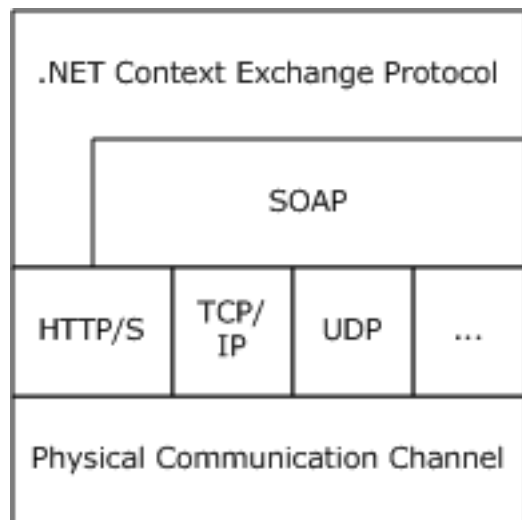 .NET Context Exchange Protocol
SOAP
HTTP/S
TCP/
IP
UDP
...
Physical Communication Channel